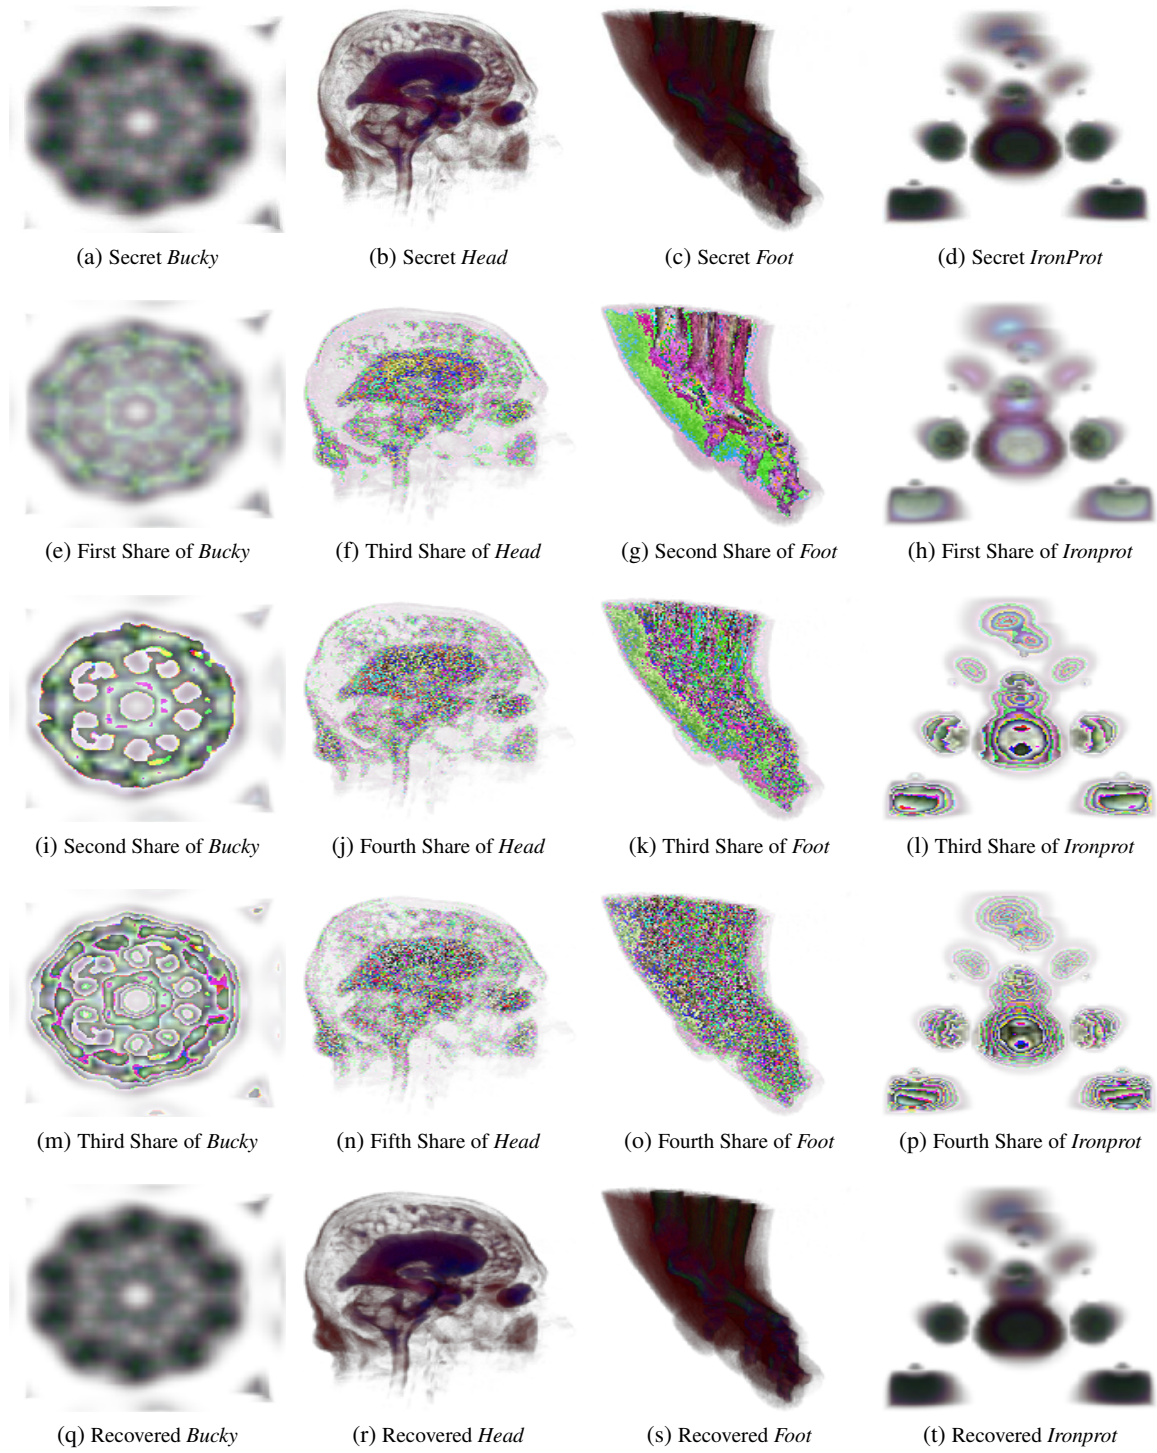 (a) Secret Bucky
(b) Secret Head
(c) Secret Foot
(d) Secret IronProt
(e) First Share of Bucky
(f) Third Share of Head
(g) Second Share of Foot
(h) First Share of Ironprot
(i) Second Share of Bucky
(j) Fourth Share of Head
(k) Third Share of Foot
(l) Third Share of Ironprot
(m) Third Share of Bucky
(n) Fifth Share of Head
(o) Fourth Share of Foot
(p) Fourth Share of Ironprot
(q) Recovered Bucky
(r) Recovered Head
(s) Recovered Foot
(t) Recovered Ironprot